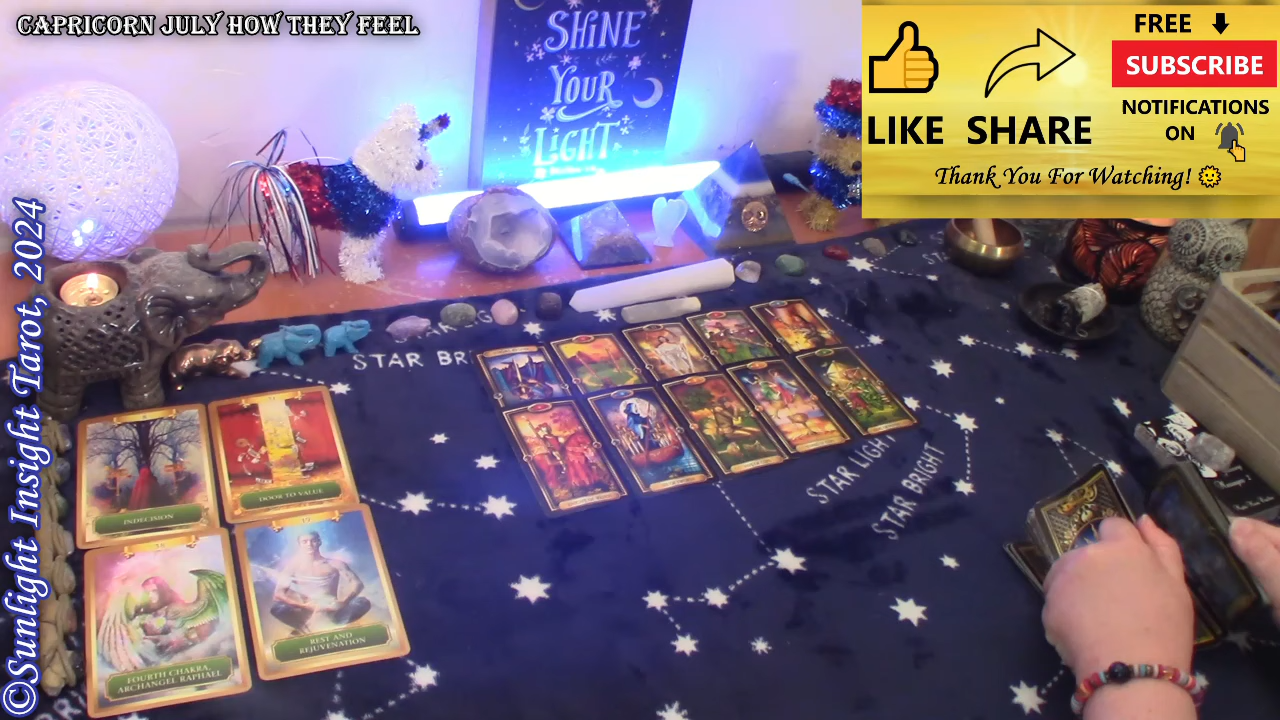 CAPRICORN JULY HOW THEY FEEL
SHINE
YOUR
LIGHT
FREE
SUBSCRIBE
NOTIFICATIONS
ON
LIKE SHARE
Thank You For Watching!
©Sunlight Insight Tarot, 2024
STAR BR
STAR LIGHT
STAR BRIGHT
INDECISION
DOOR TO VALUE
FOURTH CHAKRA,
ARCHANGEL RAPHAEL
17
REST AND
REJUVENATION